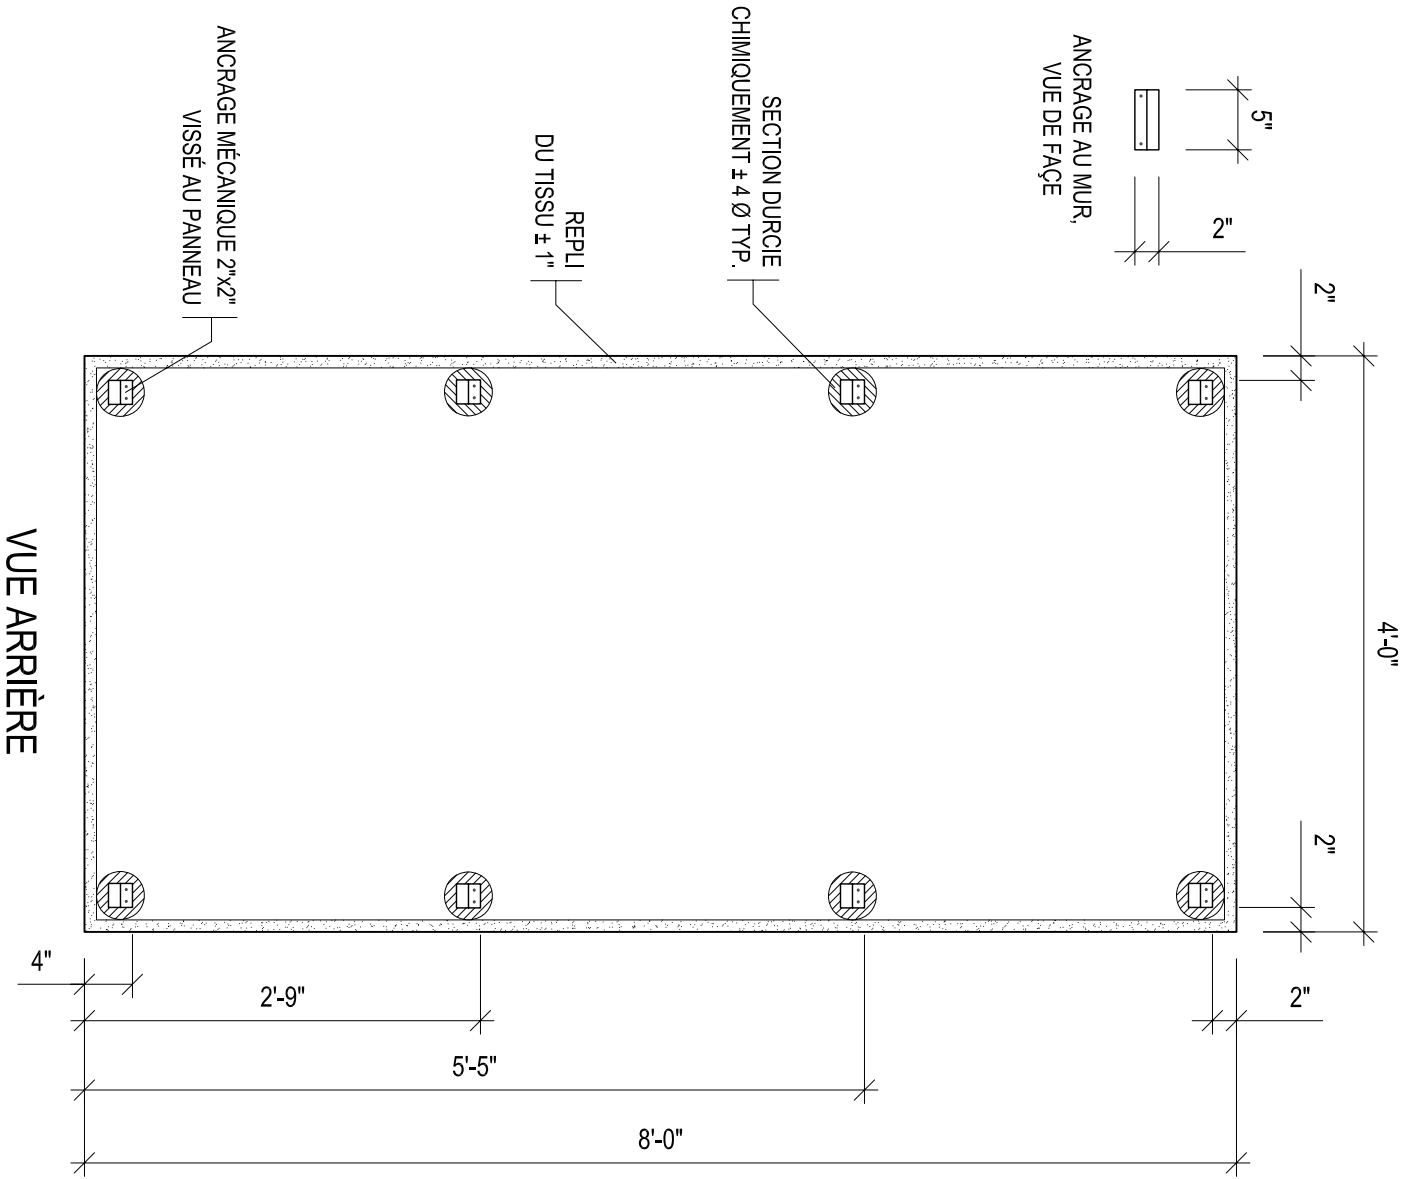 5"
2"
ANCRAGE AU MUR,
VUE DE FAÇE
SECTION DURCIE
CHIMIQUEMENT ± 4 Ø TYP.
REPLI
DU TISSU ± 1"
ANCRAGE MÉCANIQUE 2"x2"
VISSÉ AU PANNEAU
2"
4'-0"
2"
2"
4"
2'-9"
5'-5"
8'-0"
VUE ARRIÈRE